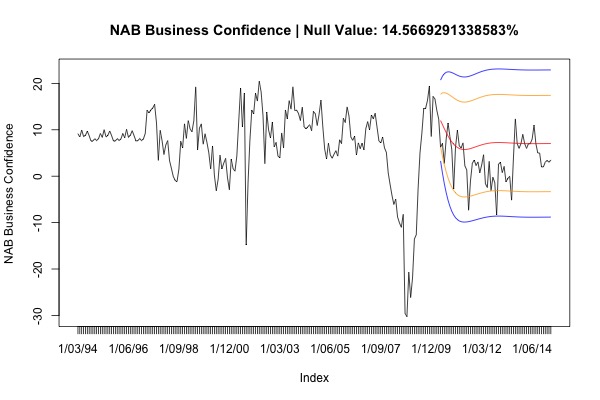 NAB Business Confidence | Null Value: 14.5669291338583%
NAB Business Confidence
20
10
0
-10
-20
-30
1/03/94 1/06/96 1/09/98 1/12/00 1/03/03 1/06/05 1/09/07 1/12/09 1/03/12 1/06/14
Index